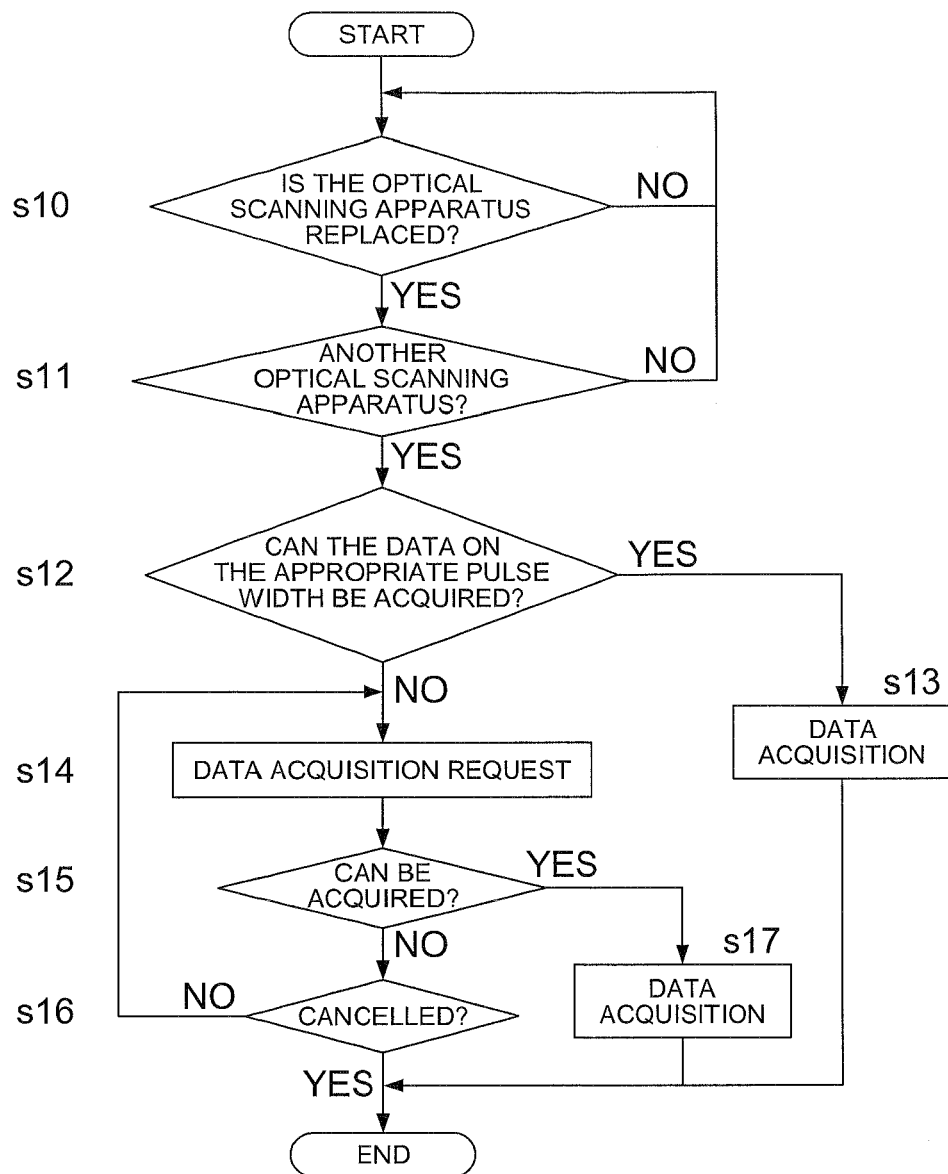 START
s10
IS THE OPTICAL
SCANNING APPARATUS
REPLACED?
NO
YES
s11
ANOTHER
OPTICAL SCANNING
APPARATUS?
NO
YES
s12
CAN THE DATA ON
THE APPROPRIATE PULSE
WIDTH BE ACQUIRED?
YES
NO
s13
DATA
ACQUISITION
s14
DATA ACQUISITION REQUEST
s15
CAN BE
ACQUIRED?
YES
NO
s17
DATA
ACQUISITION
s16
CANCELLED?
NO
YES
END